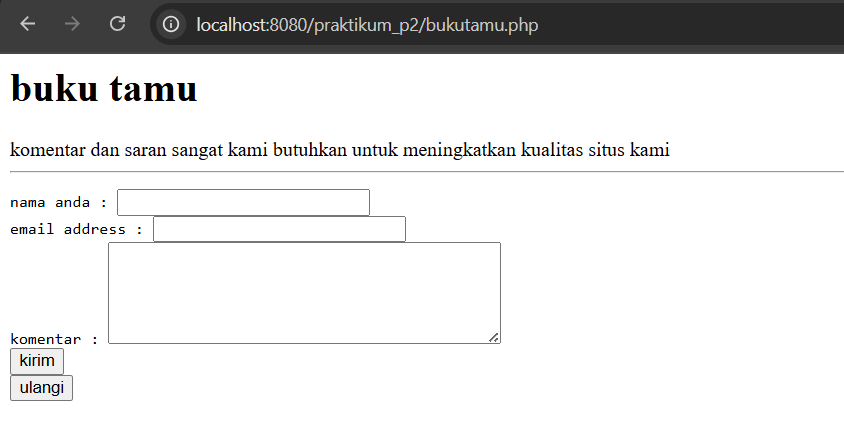 localhost:8080/praktikum_p2/bukutamu.php
buku tamu
komentar dan saran sangat kami butuhkan untuk meningkatkan kualitas situs kami
nama anda :
email address :
komentar :
kirim
ulangi